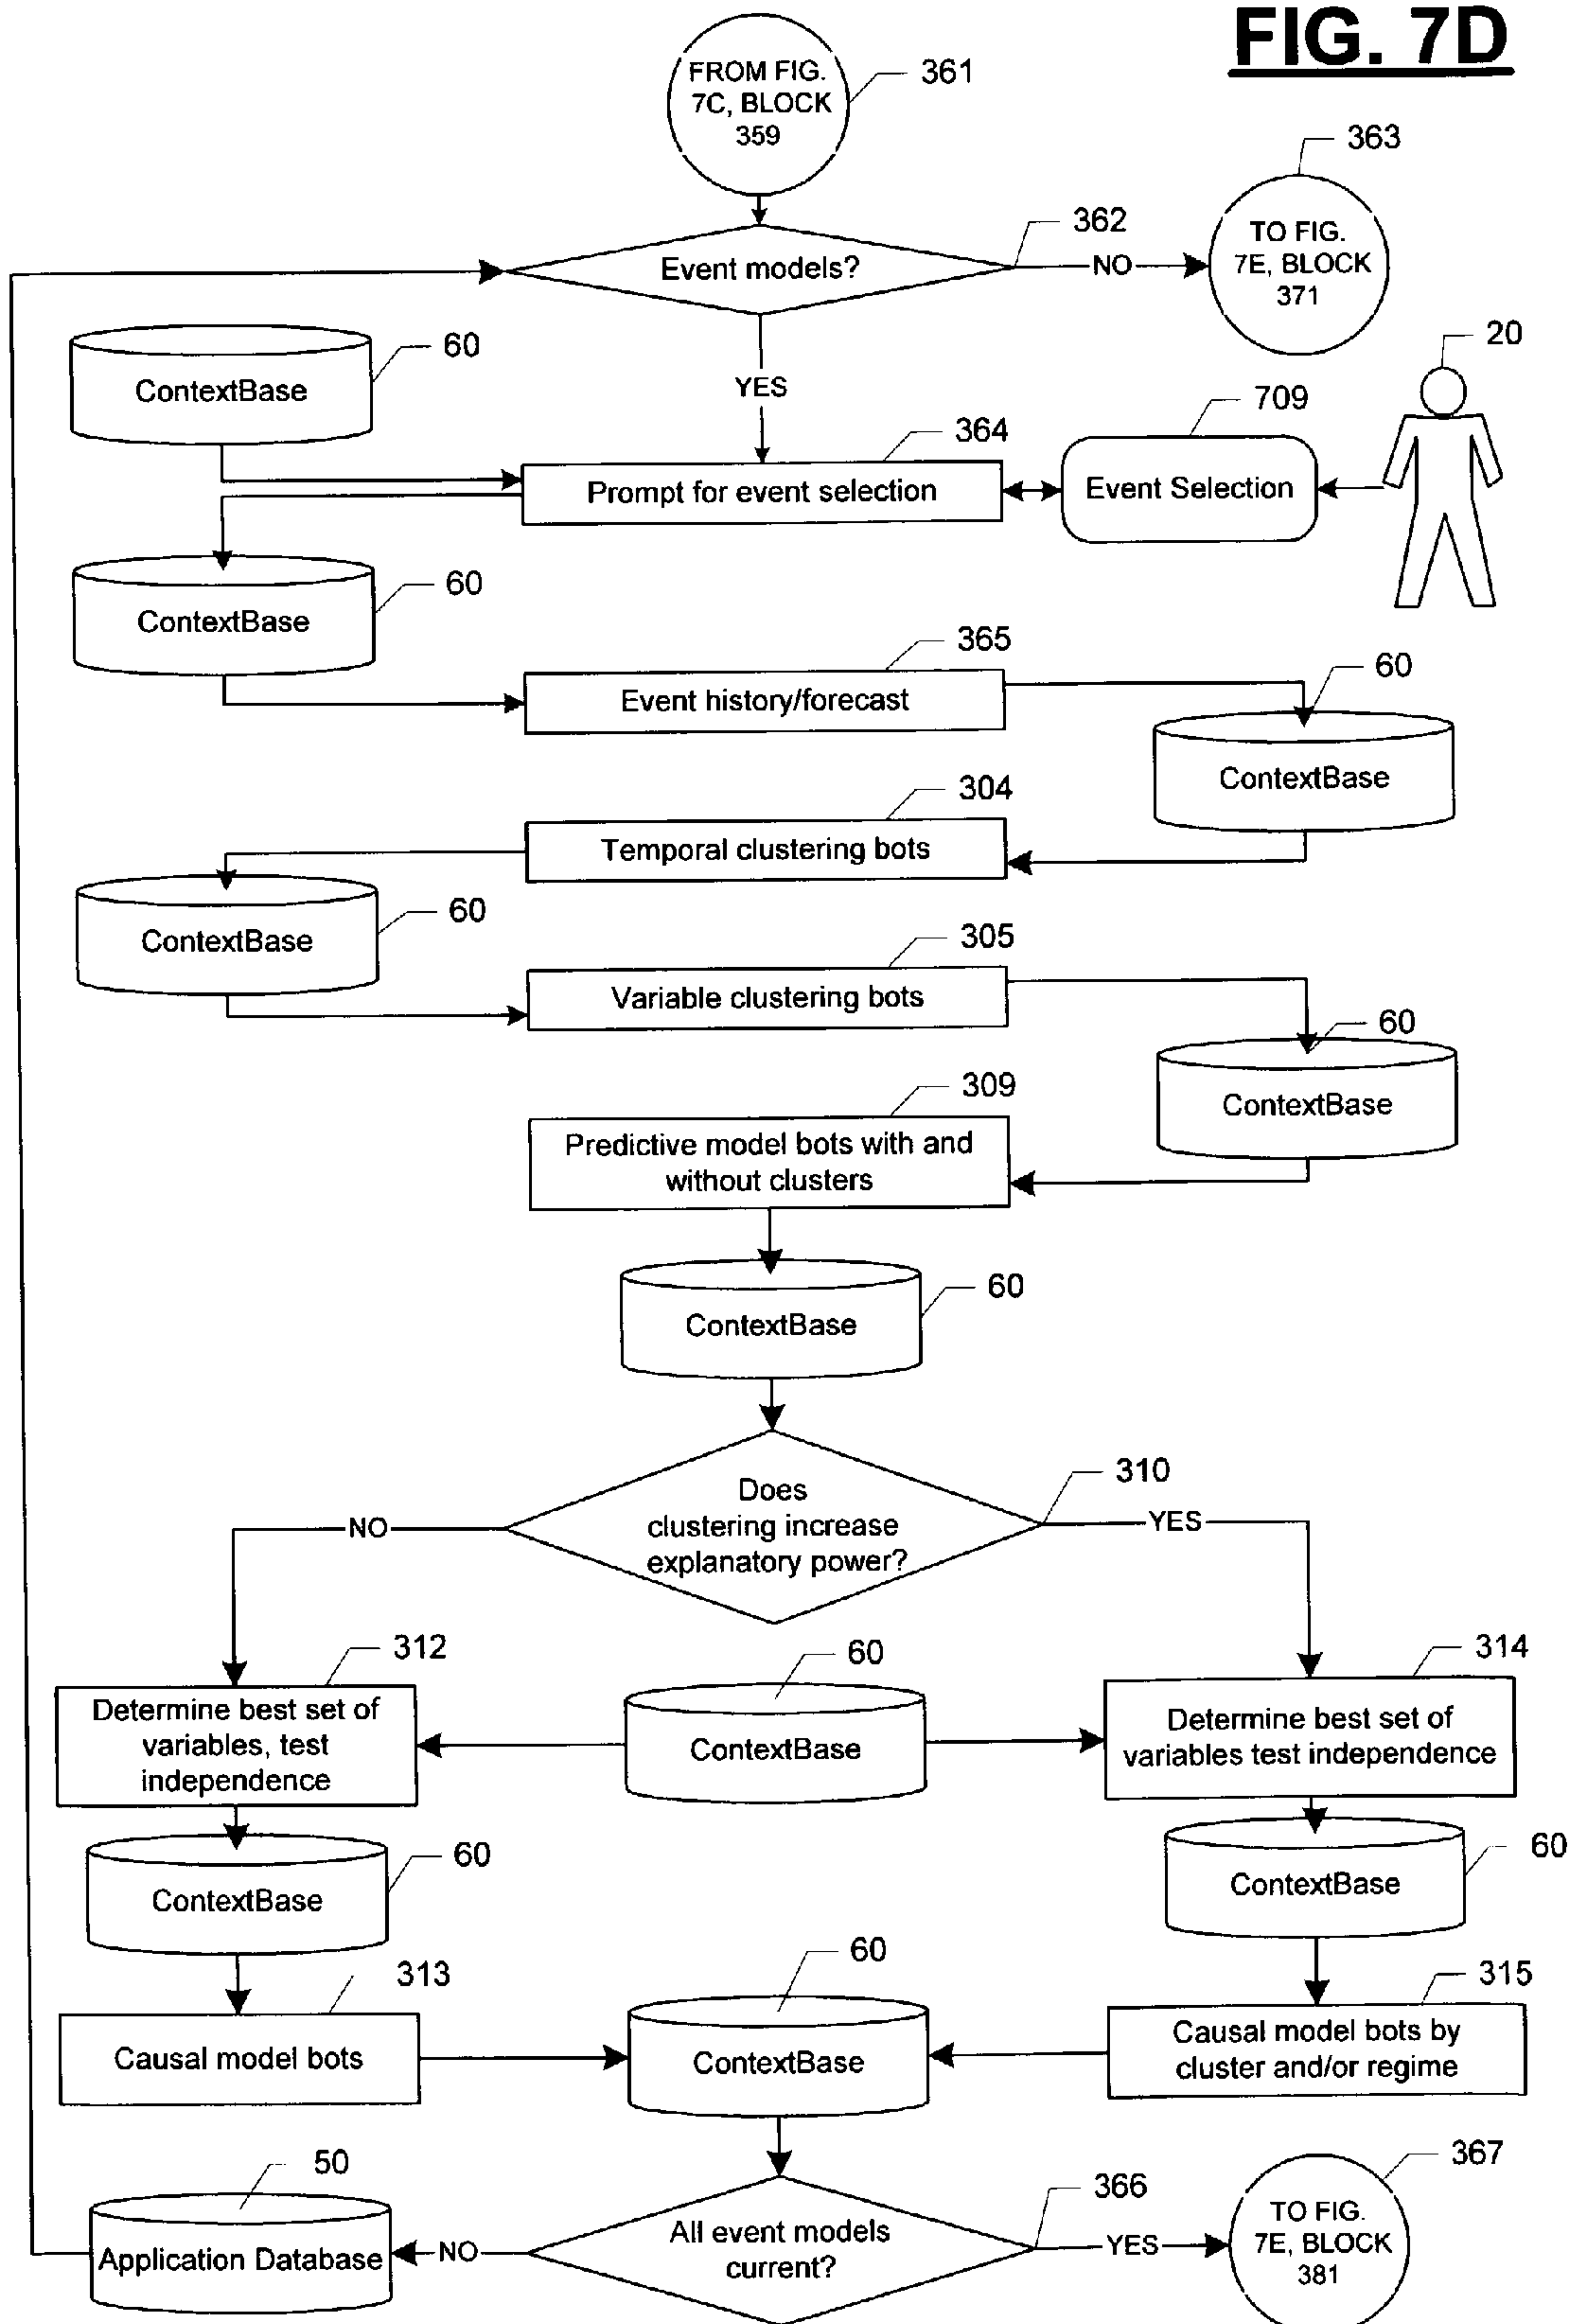 FIG. 7D
FROM FIG.
7C, BLOCK
359
361
363
362
Event models?
NO
TO FIG.
7E, BLOCK
371
60
ContextBase
YES
20
709
364
Prompt for event selection
Event Selection
60
ContextBase
365
Event history/forecast
60
ContextBase
304
Temporal clustering bots
60
ContextBase
305
Variable clustering bots
60
ContextBase
309
Predictive model bots with and
without clusters
60
ContextBase
310
Does
clustering increase
explanatory power?
NO
YES
312
Determine best set of
variables, test
independence
60
ContextBase
314
Determine best set of
variables test independence
60
ContextBase
60
ContextBase
313
Causal model bots
60
ContextBase
315
Causal model bots by
cluster and/or regime
50
Application Database
NO
366
All event models
current?
YES
367
TO FIG.
7E, BLOCK
381